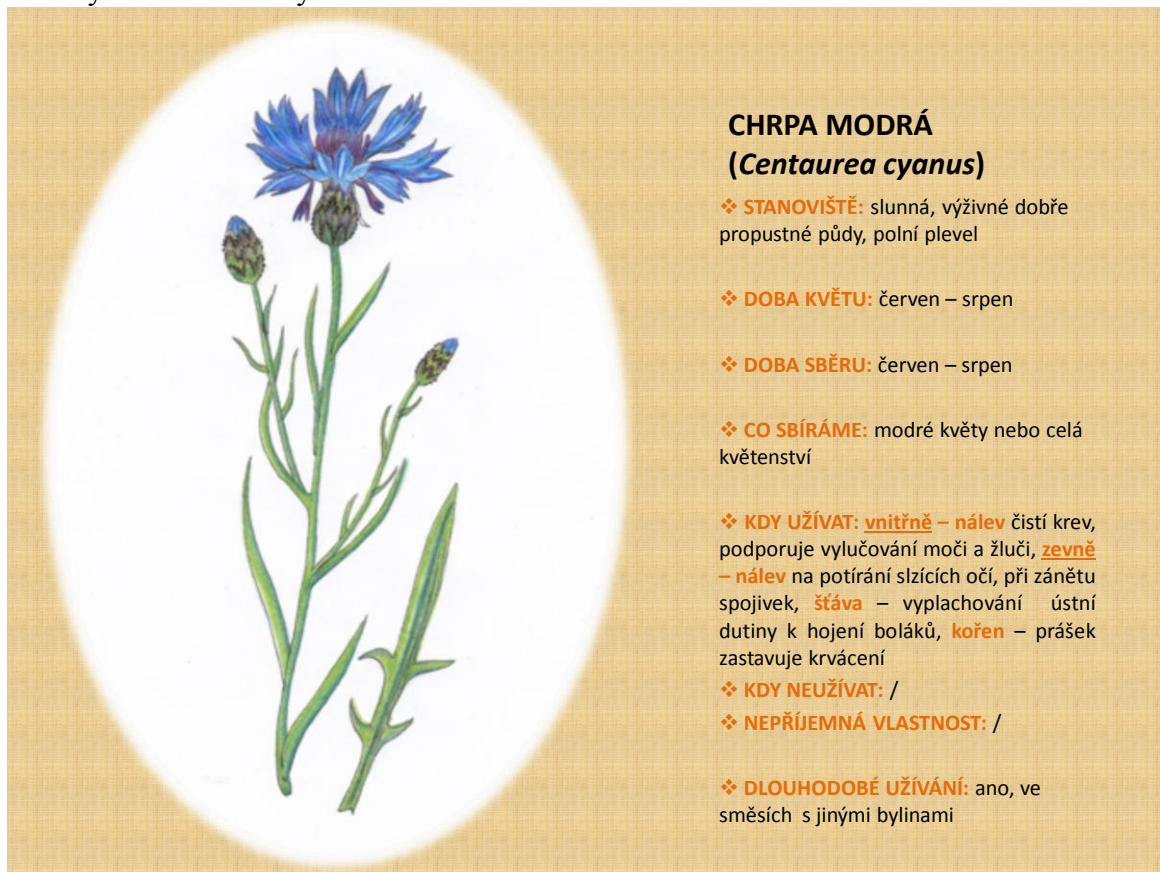 CHRPA MODRÁ
(Centaurea cyanus)
❖ STANOVIŠTĚ: slunná, výživné dobře
propustné půdy, polní plevel
❖ DOBA KVĚTU: červen – srpen
❖ DOBA SBĚRU: červen – srpen
❖ CO SBÍRÁME: modré květy nebo celá
květenství
❖ KDY UŽÍVAT: vnitřně – nálev čistí krev,
podporuje vylučování moči a žluči, zevně
– nálev na potírání slzících očí, při zánětu
spojivek, šťáva – vyplachování ústní
dutiny k hojení boláků, kořen – prášek
zastavuje krvácení
❖ KDY NEUŽÍVAT: /
❖ NEPŘÍJEMNÁ VLASTNOST: /
❖ DLOUHODOBÉ UŽÍVÁNÍ: ano, ve
směsích s jinými bylinami